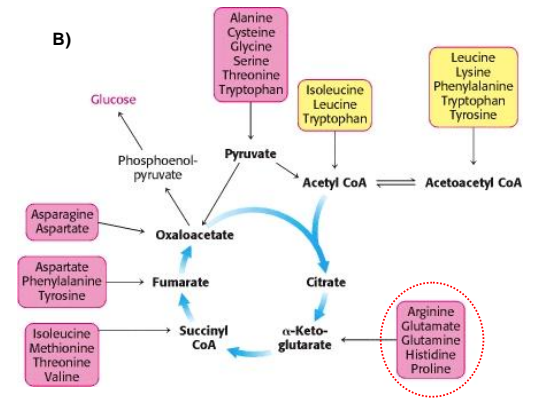 B)
Alanine
Cysteine
Glycine
Serine
Threonine
Tryptophan
Isoleucine
Leucine
Tryptophan
Leucine
Lysine
Phenylalanine
Tryptophan
Tyrosine
Glucose
Phosphoenol-
pyruvate
Pyruvate
Acetyl CoA
Acetoacetyl CoA
Asparagine
Aspartate
Oxaloacetate
Aspartate
Phenylalanine
Tyrosine
Fumarate
Citrate
Isoleucine
Methionine
Threonine
Valine
Succinyl
CoA
α-Keto-
glutarate
Arginine
Glutamate
Glutamine
Histidine
Proline